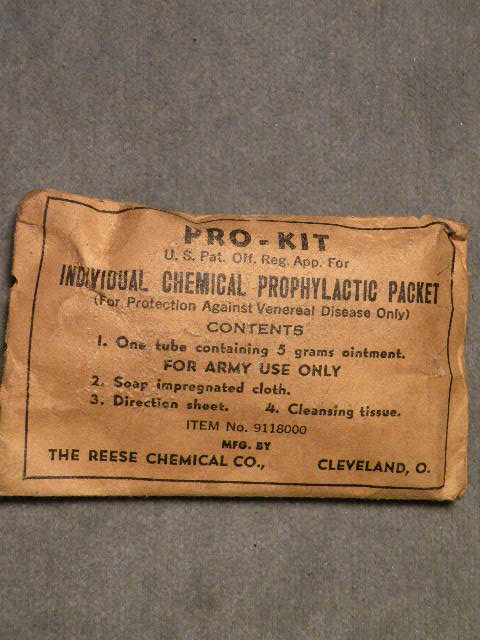 PRO-KIT
U. S. Pat. Off. Reg. App. For
INDIVIDUAL CHEMICAL PROPHYLACTIC PACKET
(For Protection Against Venereal Disease Only)
CONTENTS
1. One tube containing 5 grams ointment.
FOR ARMY USE ONLY
2. Soap impregnated cloth.
3. Direction sheet. 4. Cleansing tissue.
ITEM No. 9118000
MFG. BY
THE REESE CHEMICAL CO., CLEVELAND, O.